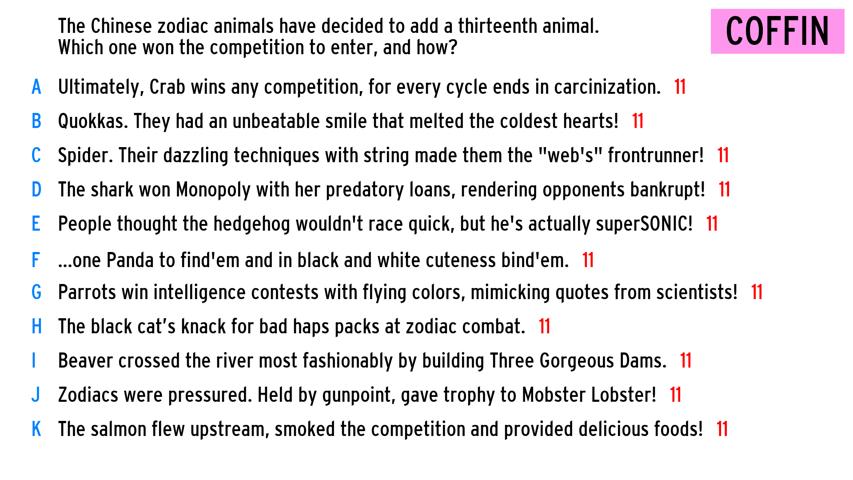 The Chinese zodiac animals have decided to add a thirteenth animal.
Which one won the competition to enter, and how?
COFFIN
A Ultimately, Crab wins any competition, for every cycle ends in carcinization. 11
B Quokkas. They had an unbeatable smile that melted the coldest hearts! 11
C Spider. Their dazzling techniques with string made them the "web's" frontrunner! 11
D The shark won Monopoly with her predatory loans, rendering opponents bankrupt! 11
E People thought the hedgehog wouldn't race quick, but he's actually superSONIC! 11
F ...one Panda to find'em and in black and white cuteness bind'em. 11
G Parrots win intelligence contests with flying colors, mimicking quotes from scientists! 11
H The black cat’s knack for bad haps packs at zodiac combat. 11
I Beaver crossed the river most fashionably by building Three Gorgeous Dams. 11
J Zodiacs were pressured. Held by gunpoint, gave trophy to Mobster Lobster! 11
K The salmon flew upstream, smoked the competition and provided delicious foods! 11